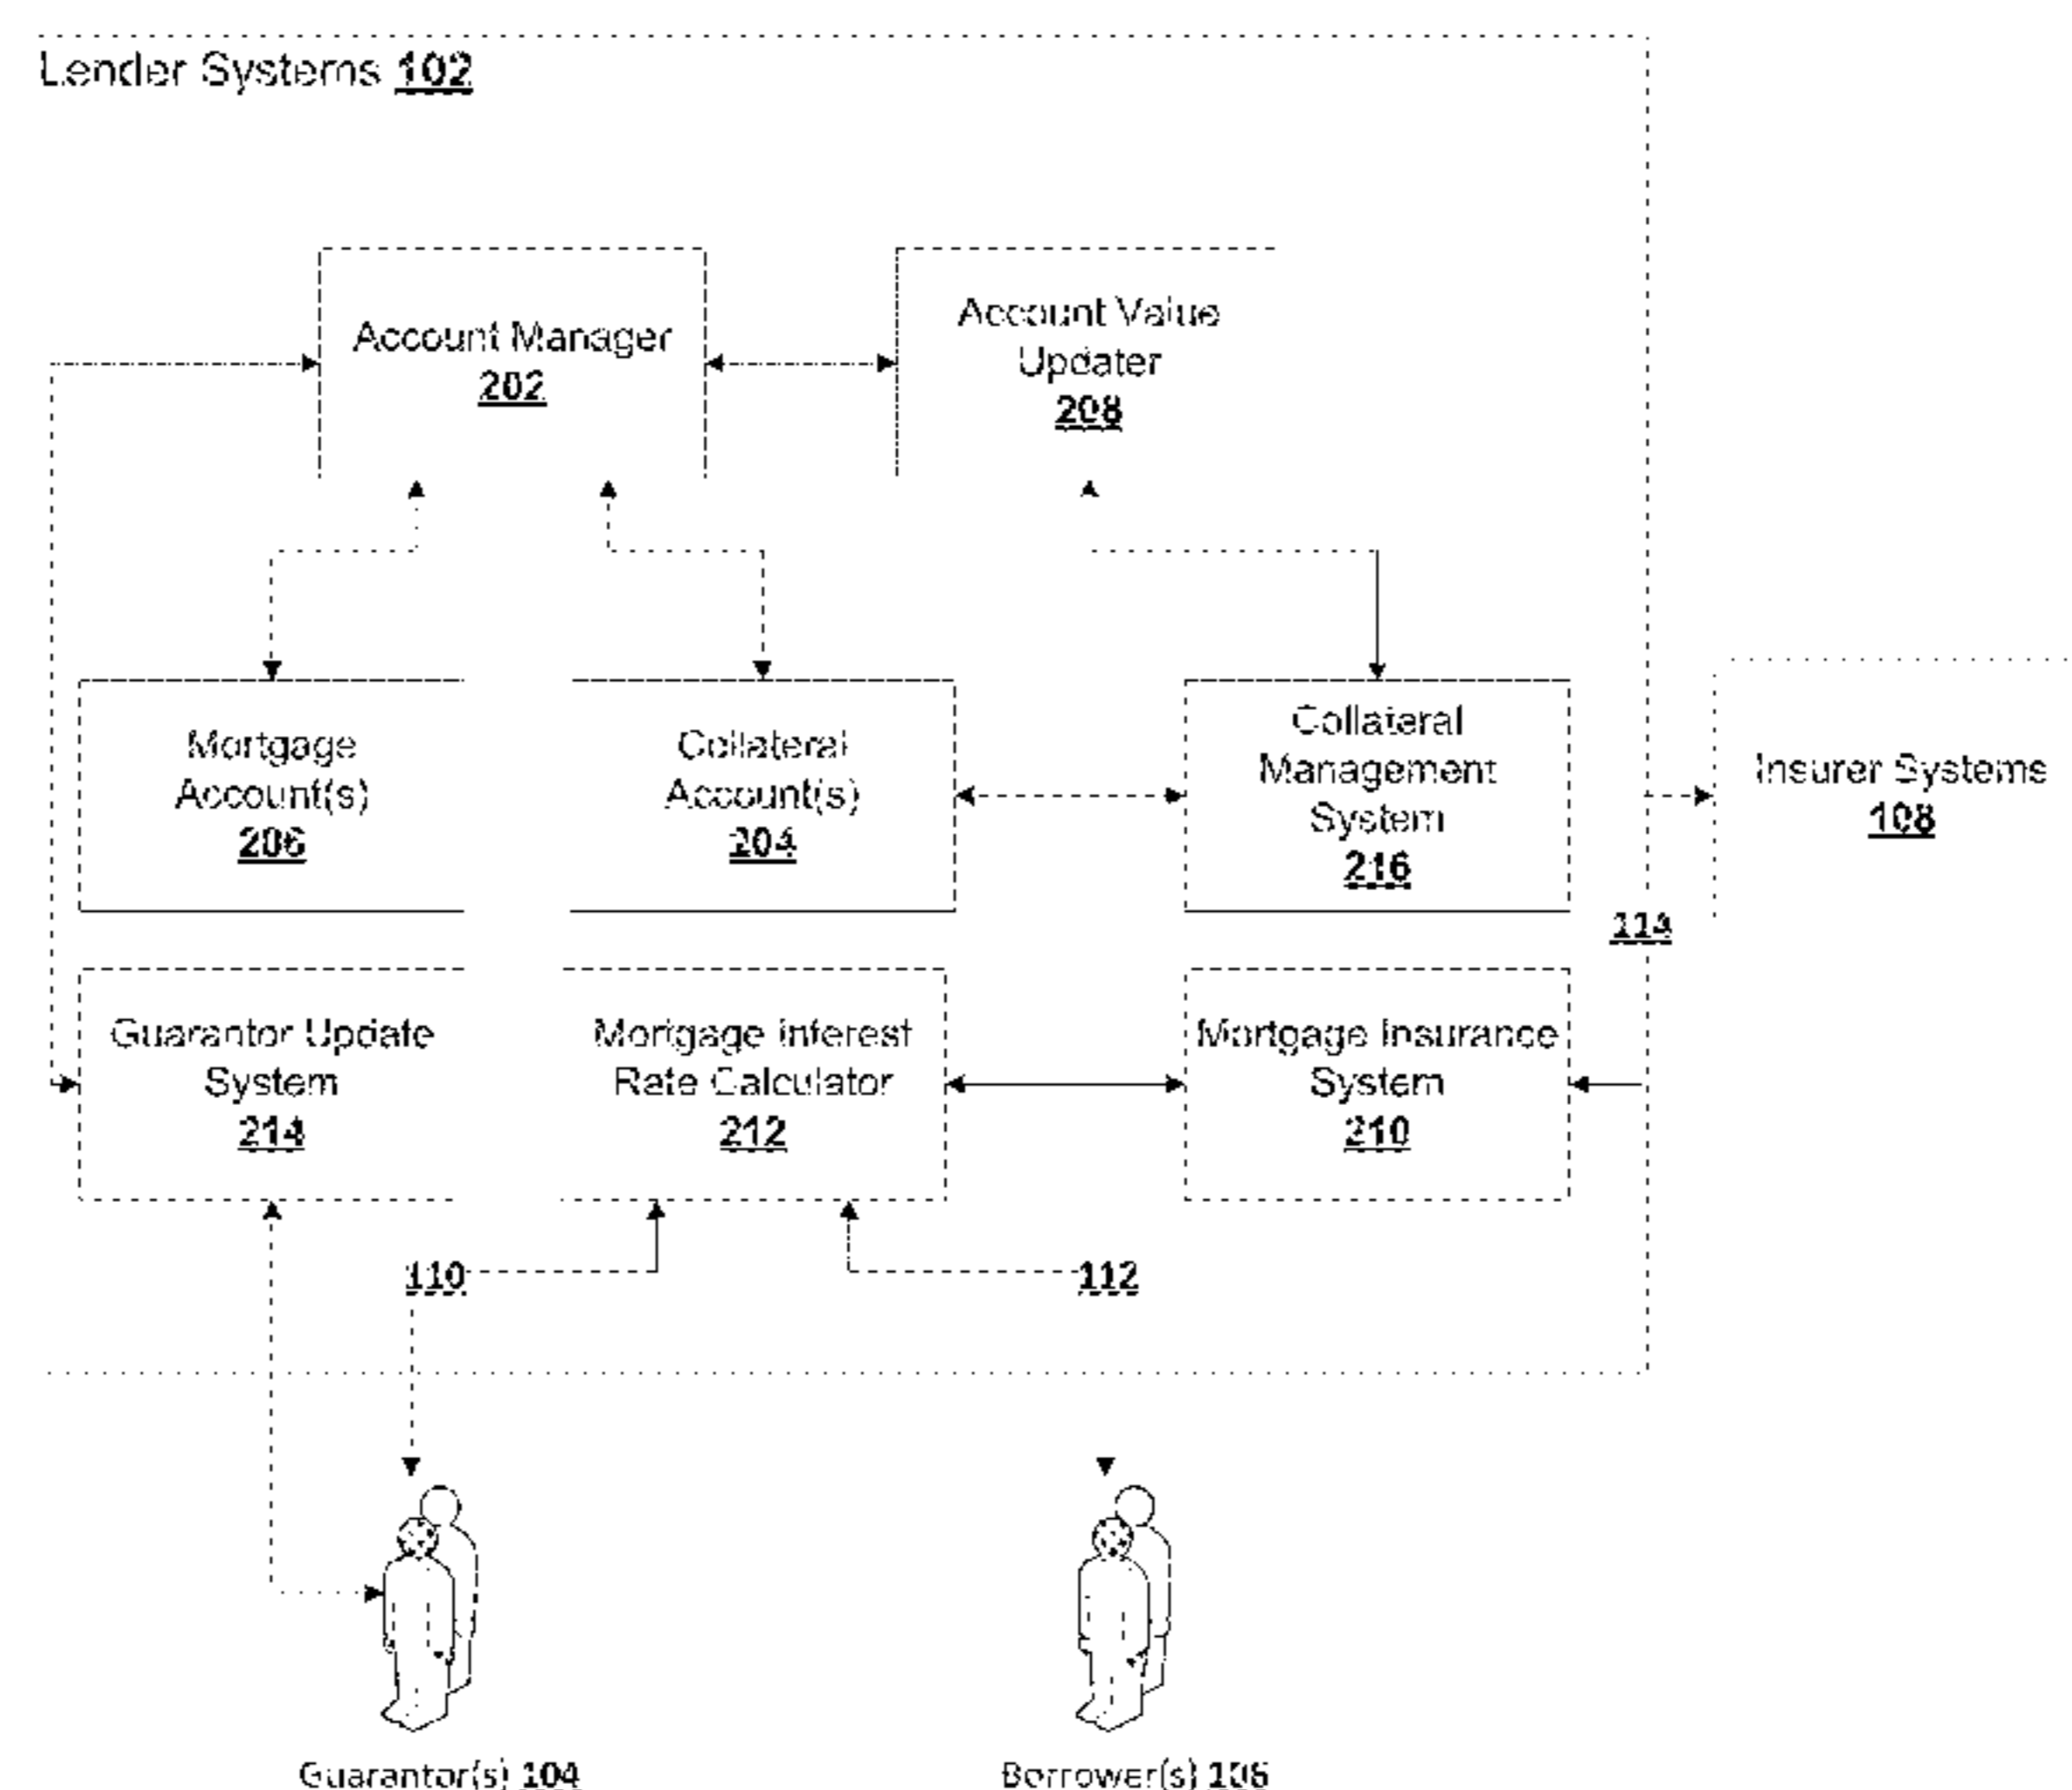 Lender Systems 102
Account Manager
202
Account Value
Updater
208
Mortgage
Account(s)
206
Collateral
Account(s)
204
Collateral
Management
System
216
Insurer Systems
108
114
Guarantor Update
System
214
Mortgage Interest
Rate Calculator
212
Mortgage Insurance
System
210
110
112
Guarantor(s) 104
Borrower(s) 106